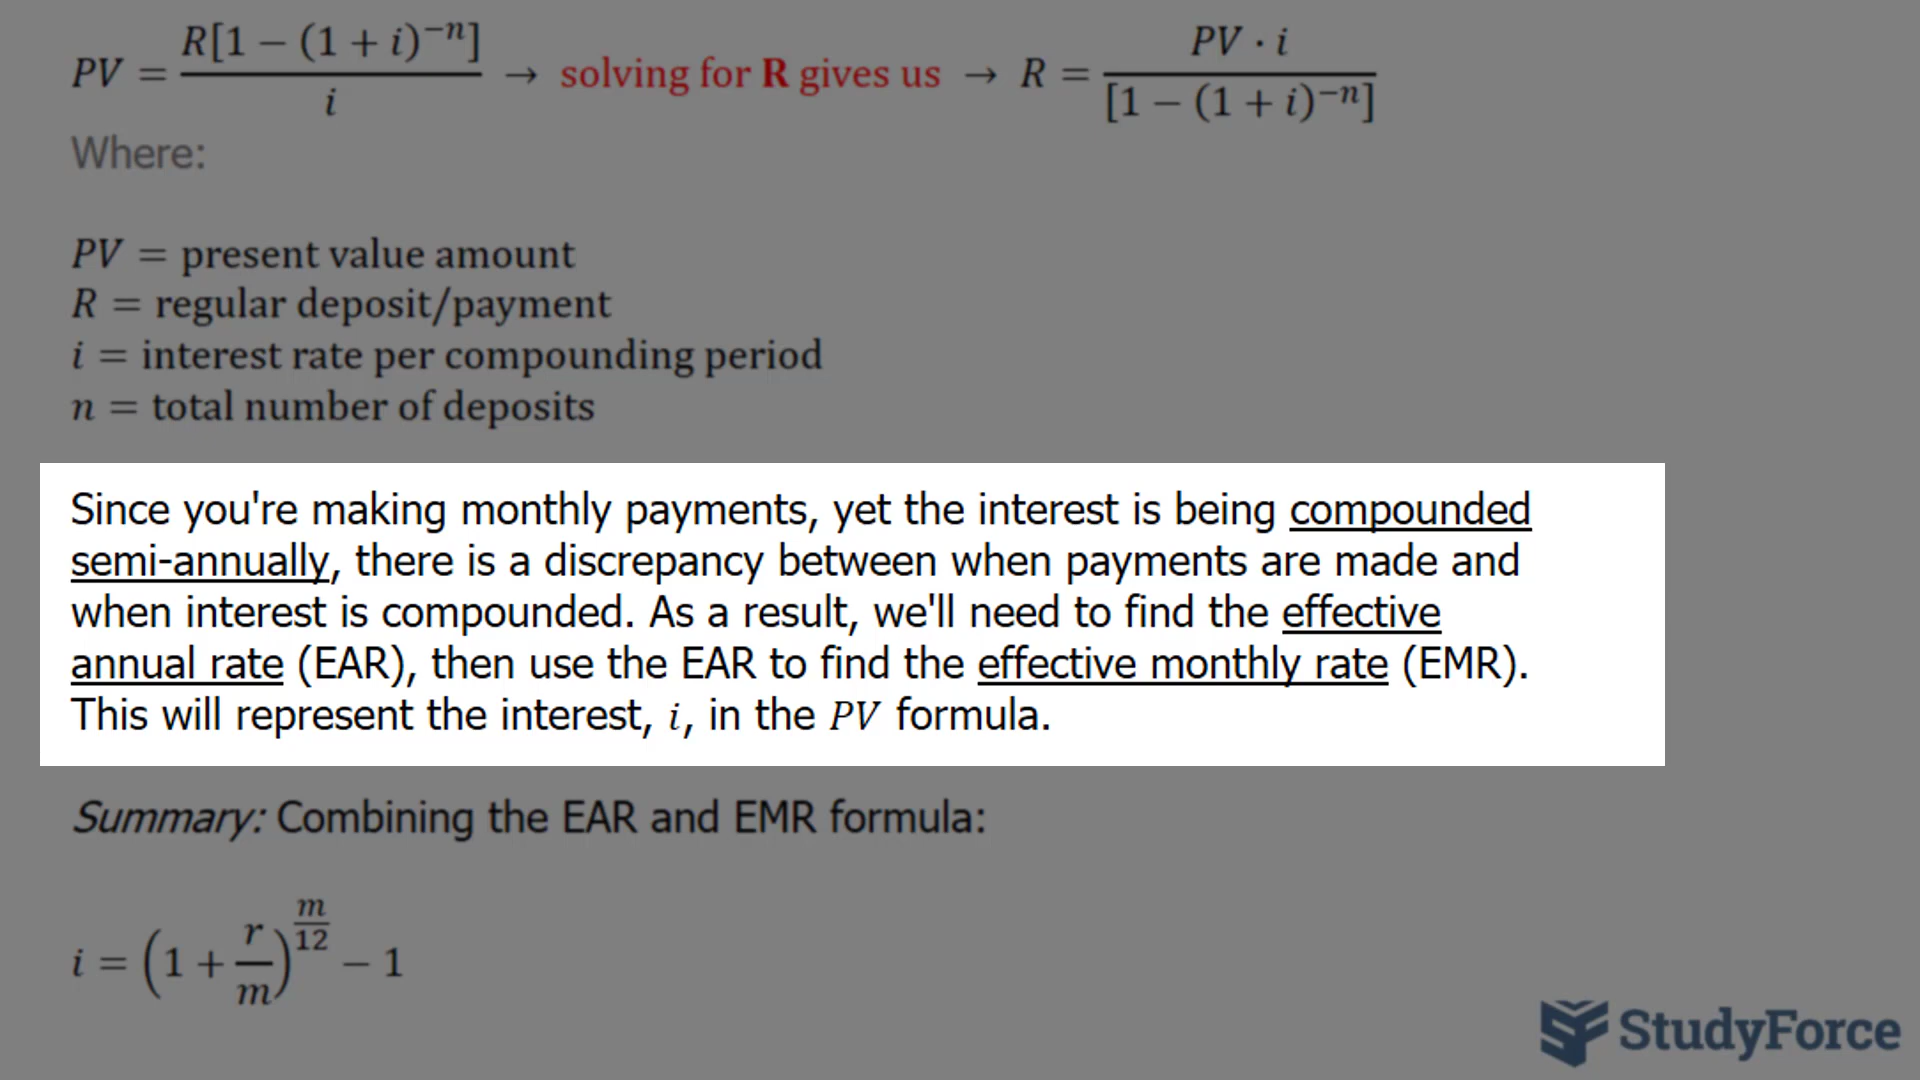 PV = R[1 − (1 + i)⁻ⁿ] / i → solving for R gives us → R = PV · i / [1 − (1 + i)⁻ⁿ]
Where:
PV = present value amount
R = regular deposit/payment
i = interest rate per compounding period
n = total number of deposits
Since you're making monthly payments, yet the interest is being compounded
semi-annually, there is a discrepancy between when payments are made and
when interest is compounded. As a result, we'll need to find the effective
annual rate (EAR), then use the EAR to find the effective monthly rate (EMR).
This will represent the interest, i, in the PV formula.
Summary: Combining the EAR and EMR formula:
i = (1 + r/m)^(m/12) − 1
StudyForce